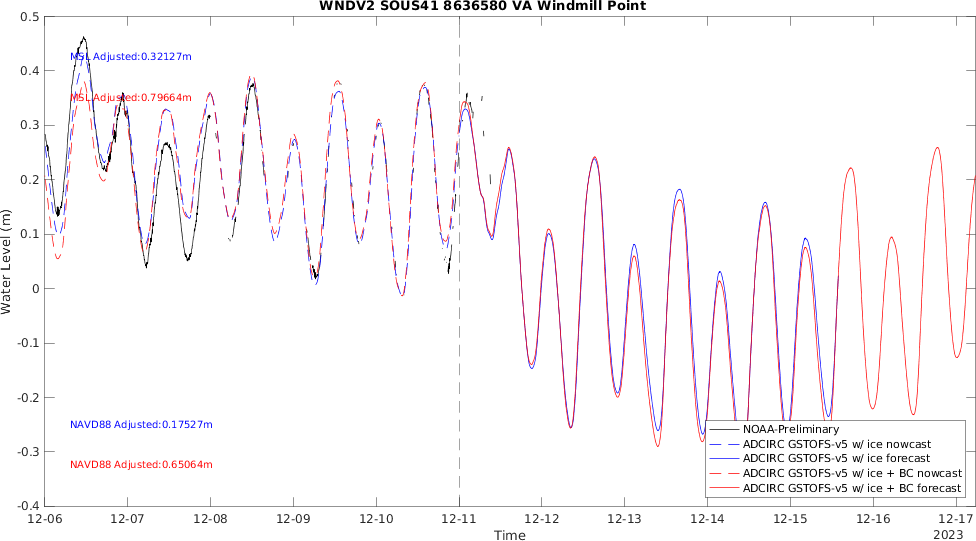 WNDV2 SOUS41 8636580 VA Windmill Point
0.5
0.4
0.3
0.2
0.1
0
-0.1
-0.2
-0.3
-0.4
Water Level (m)
MSL Adjusted:0.32127m
MSL Adjusted:0.79664m
NAVD88 Adjusted:0.17527m
NAVD88 Adjusted:0.65064m
NOAA-Preliminary
ADCIRC GSTOFS-v5 w/ ice nowcast
ADCIRC GSTOFS-v5 w/ ice forecast
ADCIRC GSTOFS-v5 w/ ice + BC nowcast
ADCIRC GSTOFS-v5 w/ ice + BC forecast
12-06 12-07 12-08 12-09 12-10 12-11 12-12 12-13 12-14 12-15 12-16 12-17
Time
2023